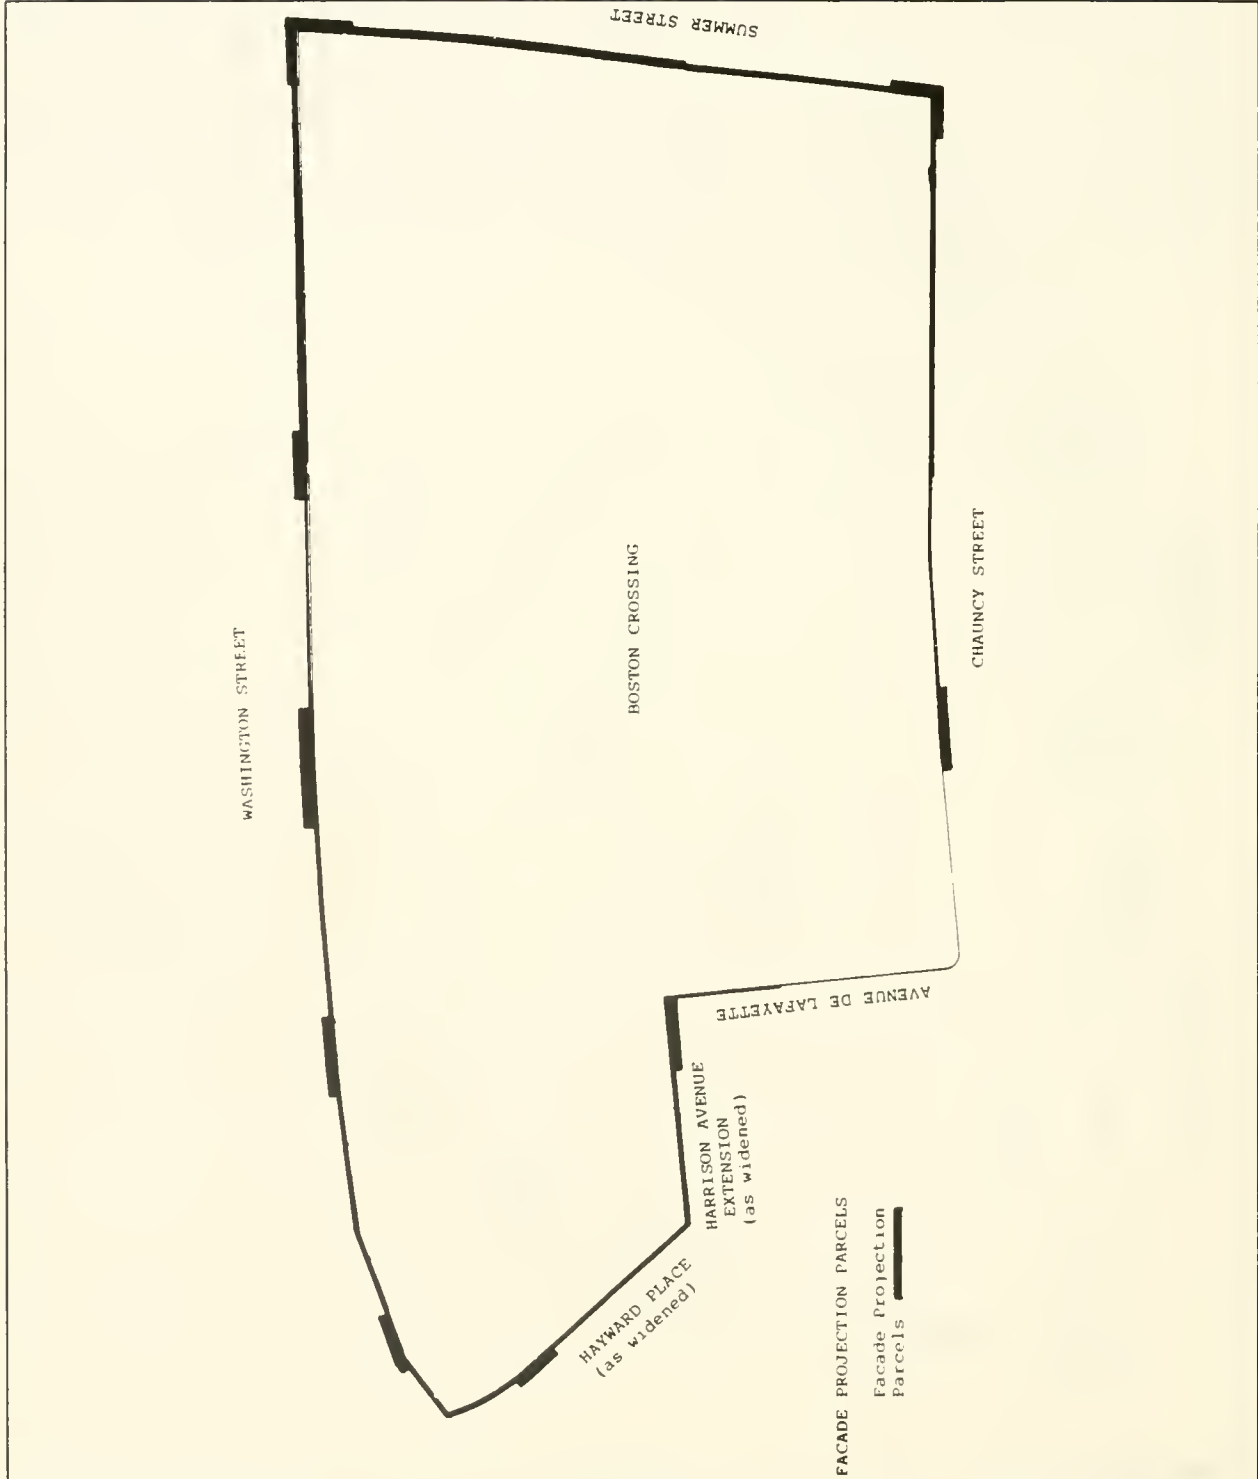 SUMMER STREET
WASHINGTON STREET
BOSTON CROSSING
CHAUNCY STREET
AVENUE DE LAFAYETTE
HARRISON AVENUE
EXTENSION
(as widened)
HAYWARD PLACE
(as widened)
FACADE PROJECTION PARCELS
Facade Projection
Parcels